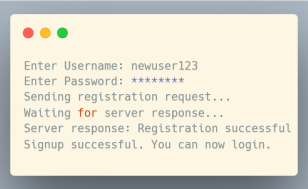 Enter Username: newuser123
Enter Password: ********
Sending registration request...
Waiting for server response...
Server response: Registration successful
Signup successful. You can now login.